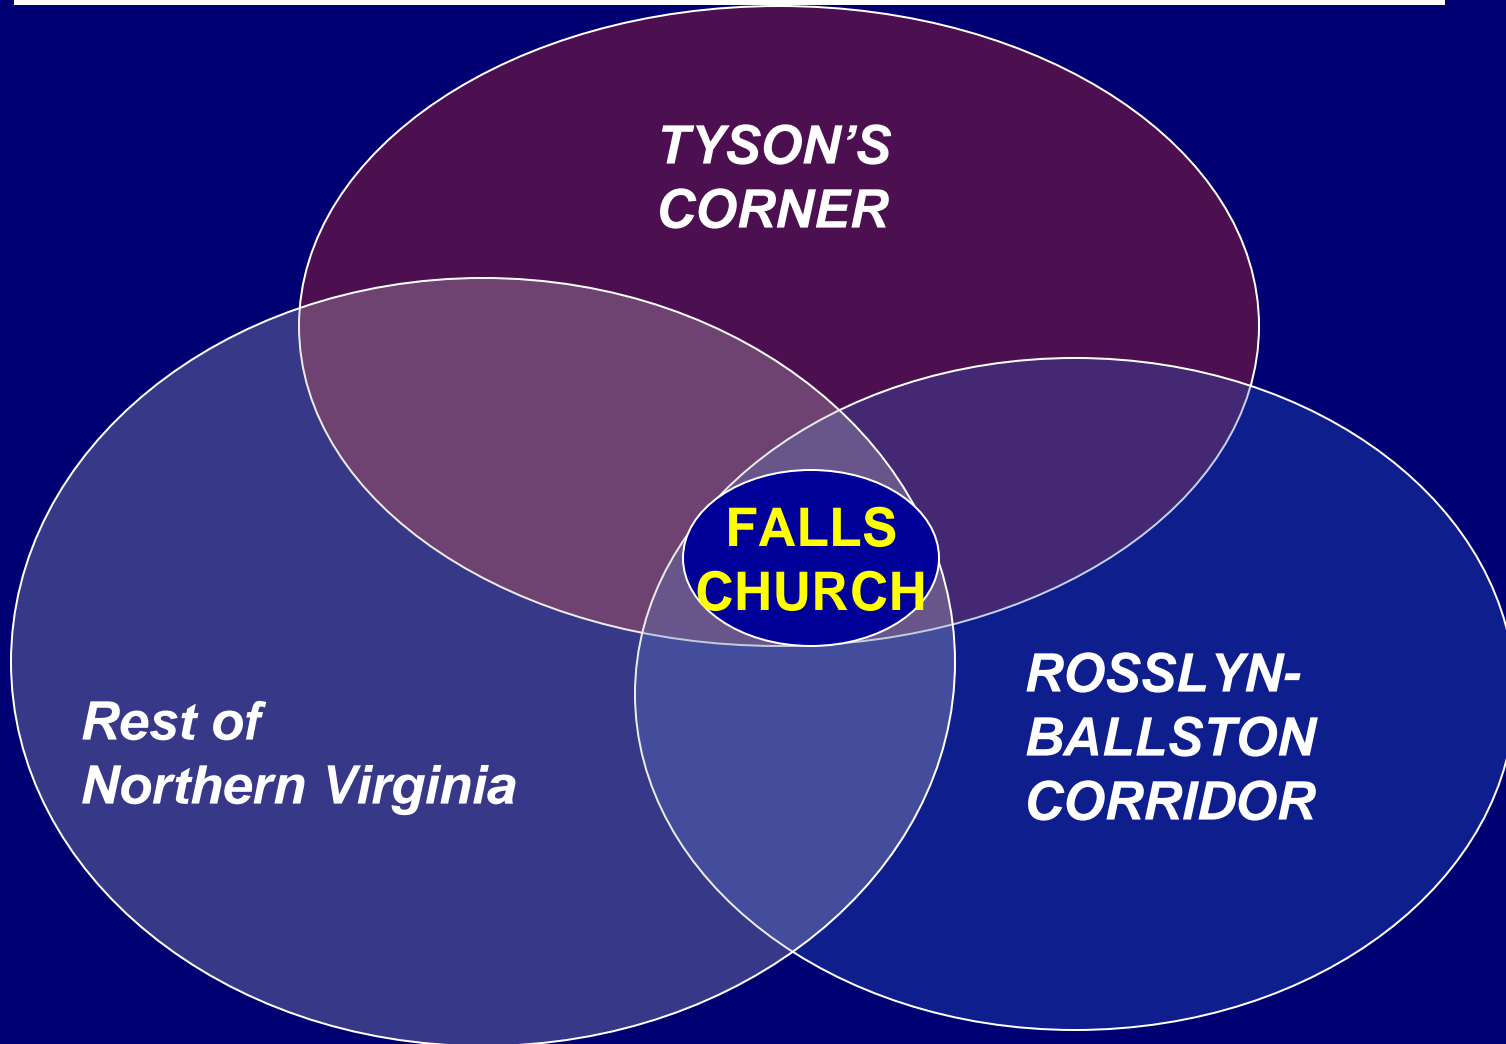 TYSON’S
CORNER
FALLS
CHURCH
Rest of
Northern Virginia
ROSSLYN-
BALLSTON
CORRIDOR